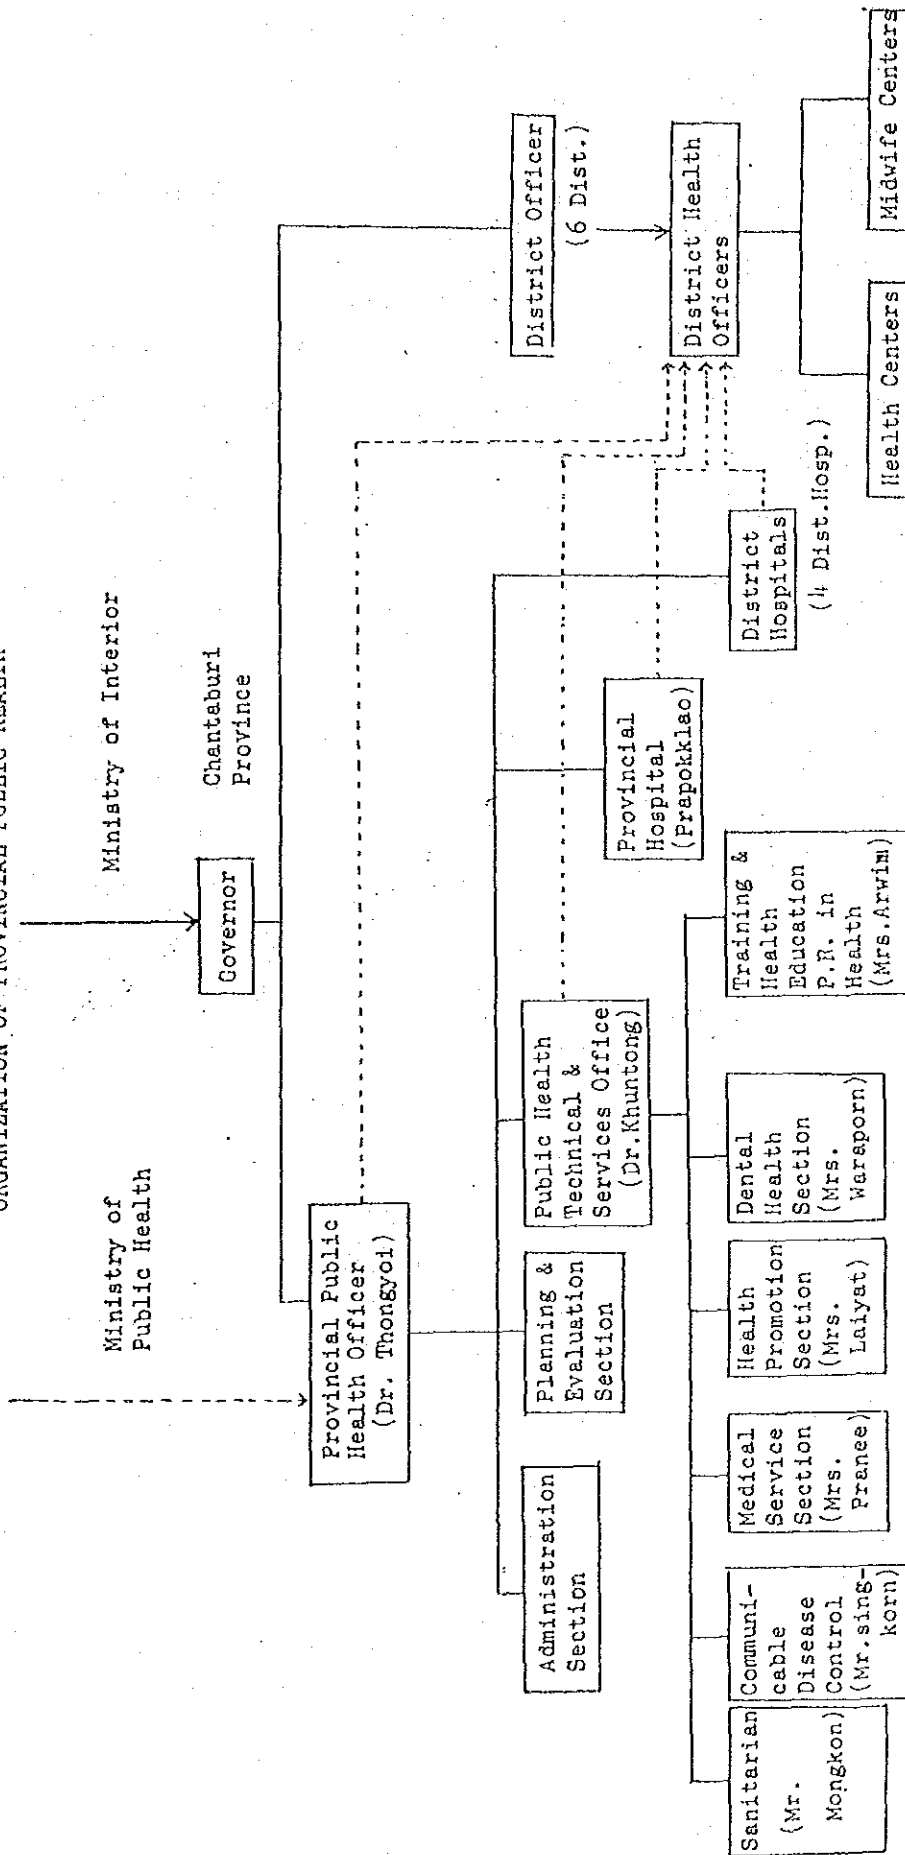 ORGANIZATION OF PROVINCIAL PUBLIC HEALTH
Ministry of
Public Health
Ministry of Interior
Governor
Chantaburi
Province
Provincial Public
Health Officer
(Dr. Thongyoi)
District Officer
(6 Dist.)
Administration
Section
Planning &
Evaluation
Section
Public Health
Technical &
Services Office
(Dr.Khuntong)
Provincial
Hospital
(Prapokklao)
District
Hospitals
(4 Dist.Hosp.)
District Health
Officers
Sanitarian
(Mr.
Mongkon)
Communi-
cable
Disease
Control
(Mr.sing-
korn)
Medical
Service
Section
(Mrs.
Pranee)
Health
Promotion
Section
(Mrs.
Laiyat)
Dental
Health
Section
(Mrs.
Waraporn)
Training &
Health
Education
P.R. in
Health
(Mrs.Arwim)
Health Centers
Midwife Centers